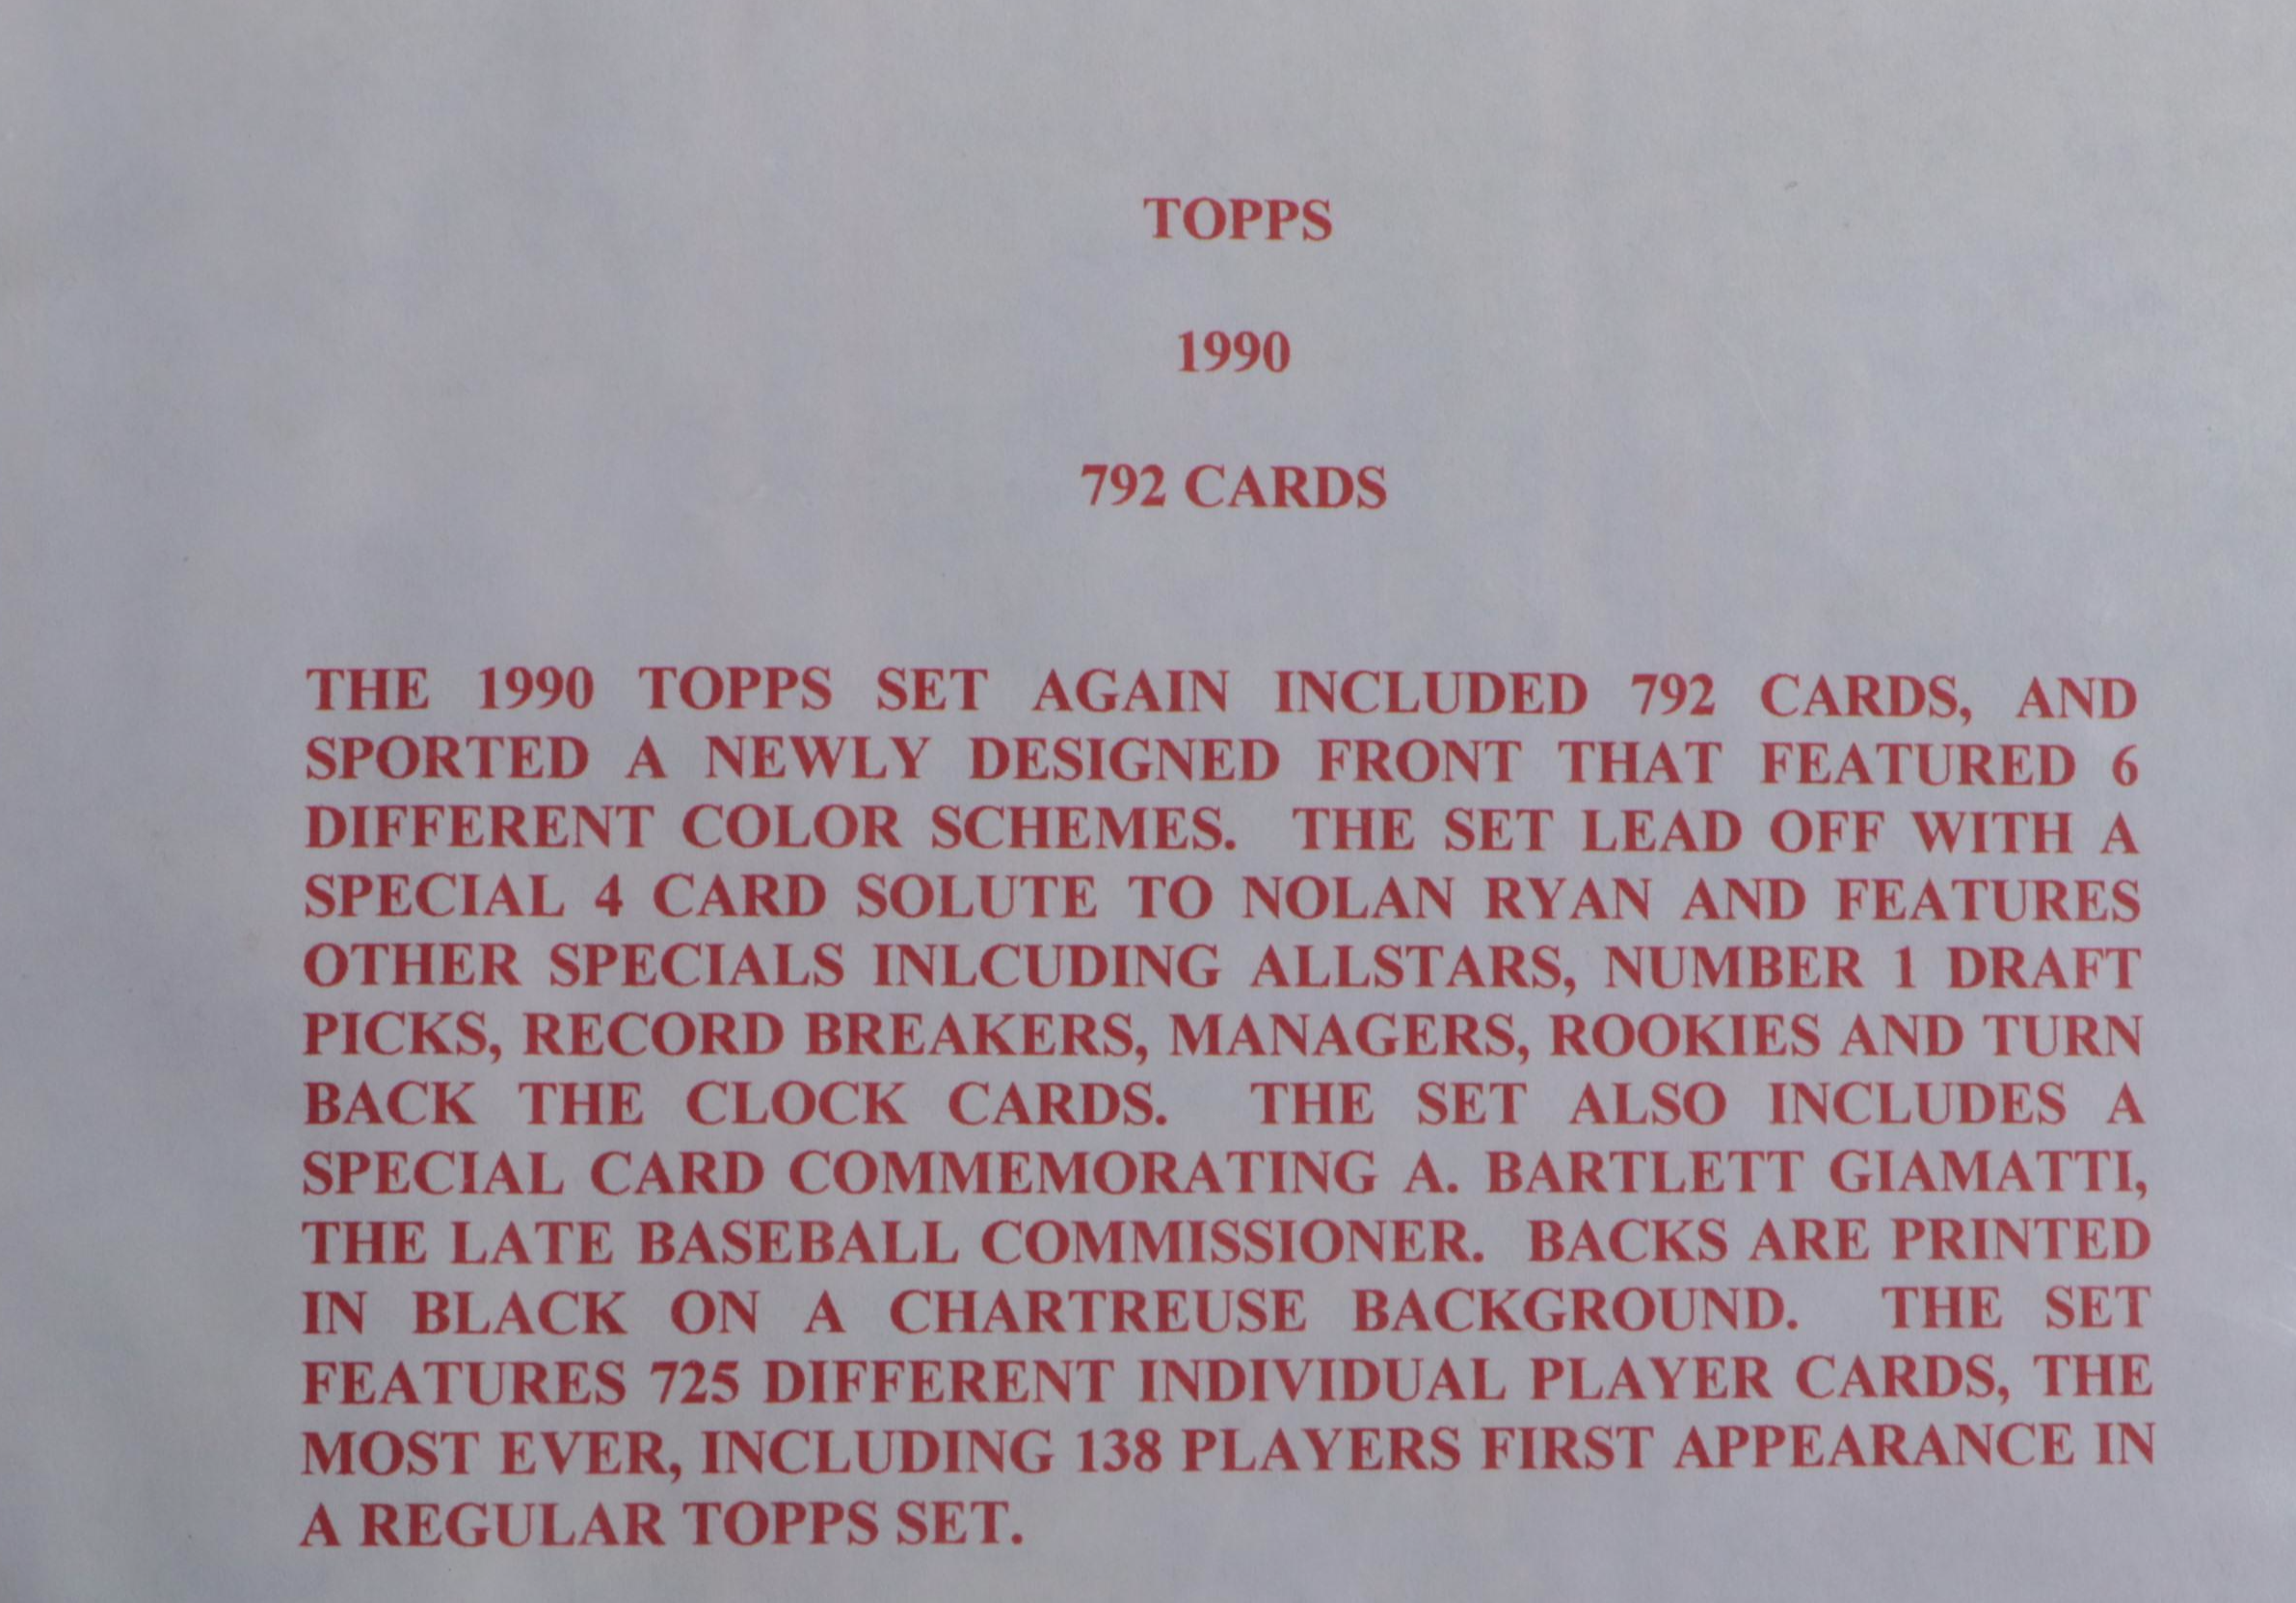 TOPPS
1990
792 CARDS
THE 1990 TOPPS SET AGAIN INCLUDED 792 CARDS, AND
SPORTED A NEWLY DESIGNED FRONT THAT FEATURED 6
DIFFERENT COLOR SCHEMES. THE SET LEAD OFF WITH A
SPECIAL 4 CARD SOLUTE TO NOLAN RYAN AND FEATURES
OTHER SPECIALS INLCUDING ALLSTARS, NUMBER 1 DRAFT
PICKS, RECORD BREAKERS, MANAGERS, ROOKIES AND TURN
BACK THE CLOCK CARDS. THE SET ALSO INCLUDES A
SPECIAL CARD COMMEMORATING A. BARTLETT GIAMATTI,
THE LATE BASEBALL COMMISSIONER. BACKS ARE PRINTED
IN BLACK ON A CHARTREUSE BACKGROUND. THE SET
FEATURES 725 DIFFERENT INDIVIDUAL PLAYER CARDS, THE
MOST EVER, INCLUDING 138 PLAYERS FIRST APPEARANCE IN
A REGULAR TOPPS SET.